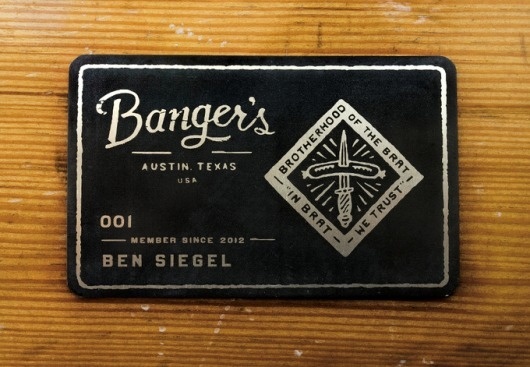 Banger's
AUSTIN, TEXAS
USA
001
MEMBER SINCE 2012
BEN SIEGEL
BROTHERHOOD OF THE BRAT
"IN BRAT
WE TRUST"